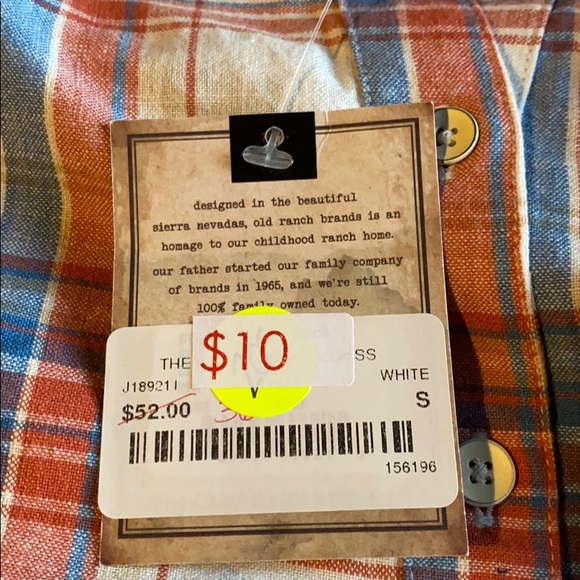 designed in the beautiful
sierra nevadas, old ranch brands is an
homage to our childhood ranch home.
our father started our family company
of brands in 1965, and we're still
100% family owned today.
THE $10 SS
J189211 WHITE
$52.00 S
156196